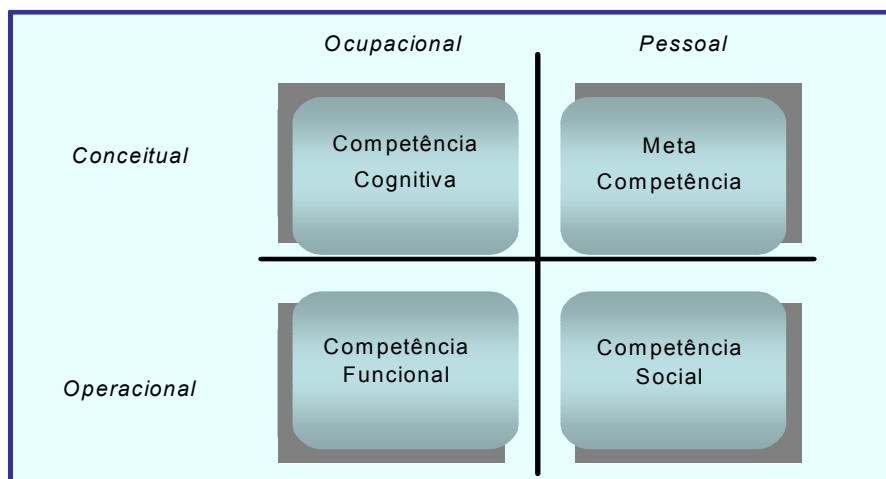 Ocupacional Pessoal
Conceitual
Competência
Cognitiva
Meta
Competência
Operacional
Competência
Funcional
Competência
Social